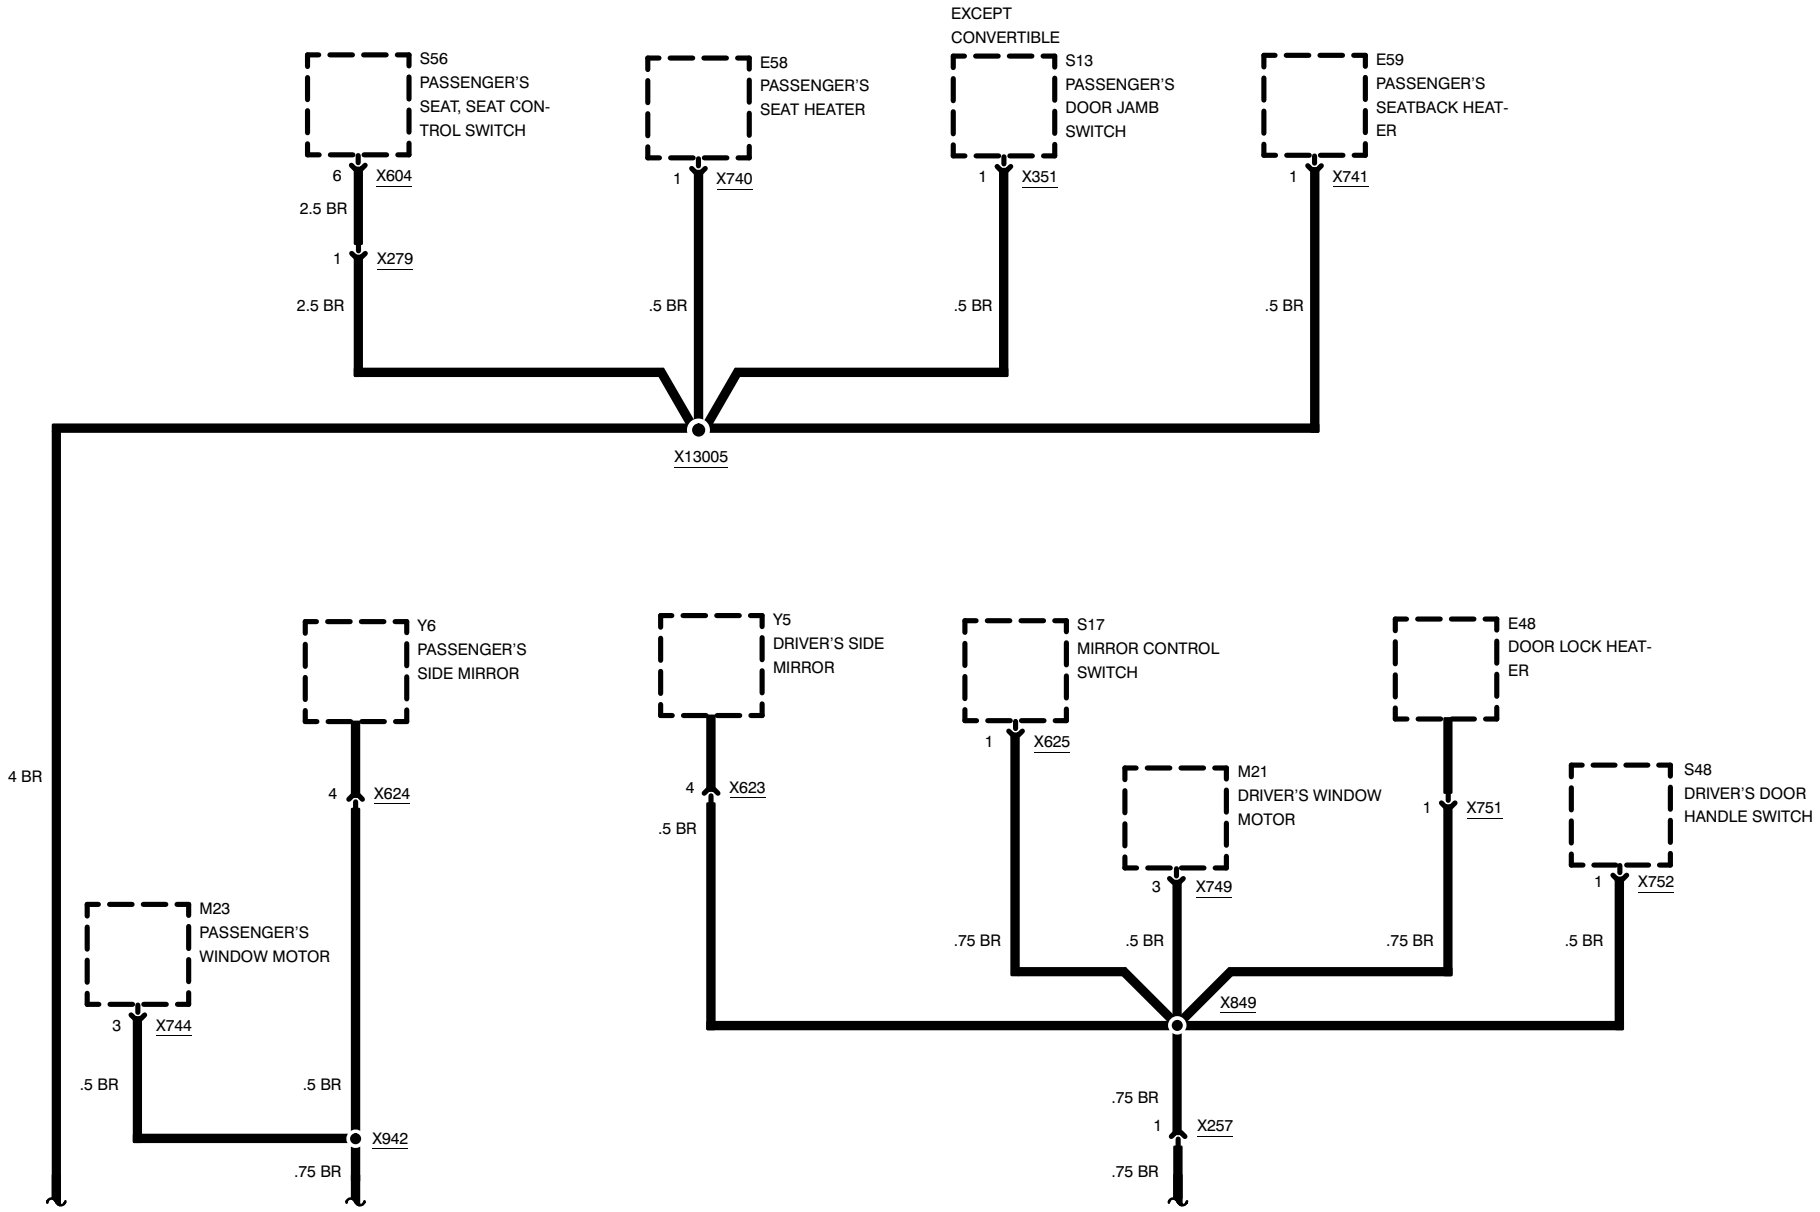 EXCEPT
CONVERTIBLE
S56
PASSENGER'S
SEAT, SEAT CON-
TROL SWITCH
E58
PASSENGER'S
SEAT HEATER
S13
PASSENGER'S
DOOR JAMB
SWITCH
E59
PASSENGER'S
SEATBACK HEAT-
ER
6 X604
1 X740
1 X351
1 X741
2.5 BR
1 X279
2.5 BR
.5 BR
.5 BR
.5 BR
X13005
Y6
PASSENGER'S
SIDE MIRROR
Y5
DRIVER'S SIDE
MIRROR
S17
MIRROR CONTROL
SWITCH
E48
DOOR LOCK HEAT-
ER
1 X625
M21
DRIVER'S WINDOW
MOTOR
S48
DRIVER'S DOOR
HANDLE SWITCH
4 BR
4 X624
4 X623
1 X751
.5 BR
3 X749
1 X752
M23
PASSENGER'S
WINDOW MOTOR
.75 BR
.5 BR
.75 BR
.5 BR
X849
3 X744
.5 BR
.5 BR
.75 BR
1 X257
X942
.75 BR
.75 BR